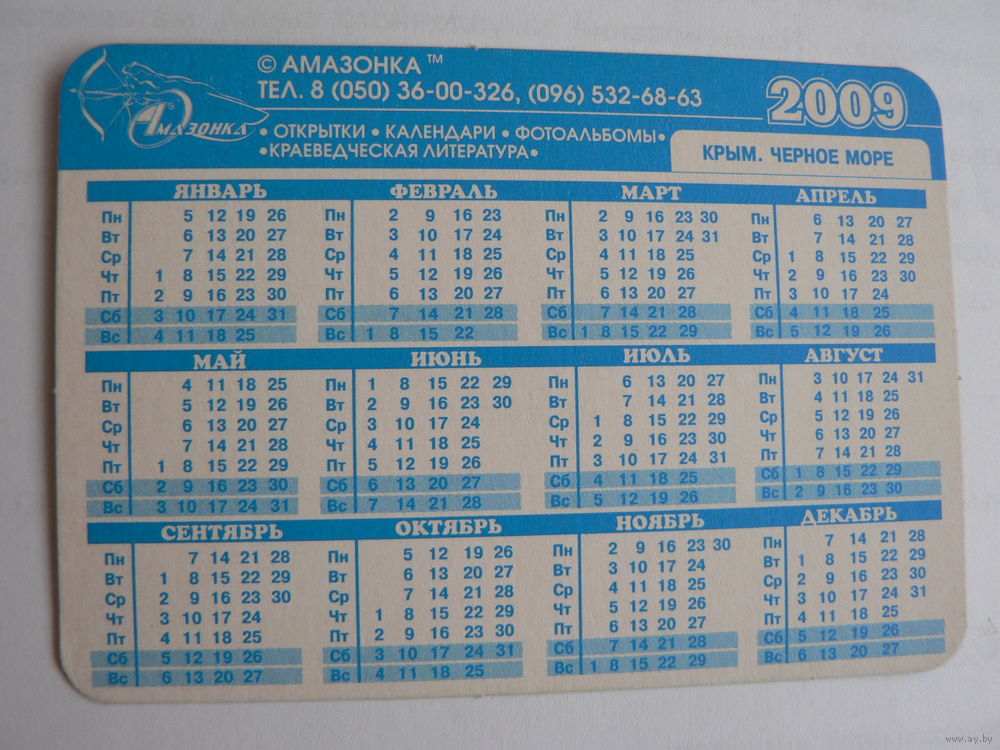 © АМАЗОНКА ™
ТЕЛ. 8 (050) 36-00-326, (096) 532-68-63
2009
АМАЗОНКА
• ОТКРЫТКИ • КАЛЕНДАРИ • ФОТОАЛЬБОМЫ•
•КРАЕВЕДЧЕСКАЯ ЛИТЕРАТУРА•
КРЫМ. ЧЕРНОЕ МОРЕ
ЯНВАРЬ ФЕВРАЛЬ МАРТ АПРЕЛЬ
Пн 5 12 19 26 Пн 2 9 16 23 Пн 2 9 16 23 30 Пн 6 13 20 27
Вт 6 13 20 27 Вт 3 10 17 24 Вт 3 10 17 24 31 Вт 7 14 21 28
Ср 7 14 21 28 Ср 4 11 18 25 Ср 4 11 18 25 Ср 1 8 15 22 29
Чт 1 8 15 22 29 Чт 5 12 19 26 Чт 5 12 19 26 Чт 2 9 16 23 30
Пт 2 9 16 23 30 Пт 6 13 20 27 Пт 6 13 20 27 Пт 3 10 17 24
Сб 3 10 17 24 31 Сб 7 14 21 28 Сб 7 14 21 28 Сб 4 11 18 25
Вс 4 11 18 25 Вс 1 8 15 22 Вс 1 8 15 22 29 Вс 5 12 19 26
МАЙ ИЮНЬ ИЮЛЬ АВГУСТ
Пн 4 11 18 25 Пн 1 8 15 22 29 Пн 6 13 20 27 Пн 3 10 17 24 31
Вт 5 12 19 26 Вт 2 9 16 23 30 Вт 7 14 21 28 Вт 4 11 18 25
Ср 6 13 20 27 Ср 3 10 17 24 Ср 1 8 15 22 29 Ср 5 12 19 26
Чт 7 14 21 28 Чт 4 11 18 25 Чт 2 9 16 23 30 Чт 6 13 20 27
Пт 1 8 15 22 29 Пт 5 12 19 26 Пт 3 10 17 24 31 Пт 7 14 21 28
Сб 2 9 16 23 30 Сб 6 13 20 27 Сб 4 11 18 25 Сб 1 8 15 22 29
Вс 3 10 17 24 31 Вс 7 14 21 28 Вс 5 12 19 26 Вс 2 9 16 23 30
СЕНТЯБРЬ ОКТЯБРЬ НОЯБРЬ ДЕКАБРЬ
Пн 7 14 21 28 Пн 5 12 19 26 Пн 2 9 16 23 30 Пн 7 14 21 28
Вт 1 8 15 22 29 Вт 6 13 20 27 Вт 3 10 17 24 Вт 1 8 15 22 29
Ср 2 9 16 23 30 Ср 7 14 21 28 Ср 4 11 18 25 Ср 2 9 16 23 30
Чт 3 10 17 24 Чт 1 8 15 22 29 Чт 5 12 19 26 Чт 3 10 17 24 31
Пт 4 11 18 25 Пт 2 9 16 23 30 Пт 6 13 20 27 Пт 4 11 18 25
Сб 5 12 19 26 Сб 3 10 17 24 31 Сб 7 14 21 28 Сб 5 12 19 26
Вс 6 13 20 27 Вс 4 11 18 25 Вс 1 8 15 22 29 Вс 6 13 20 27
www.ay.by